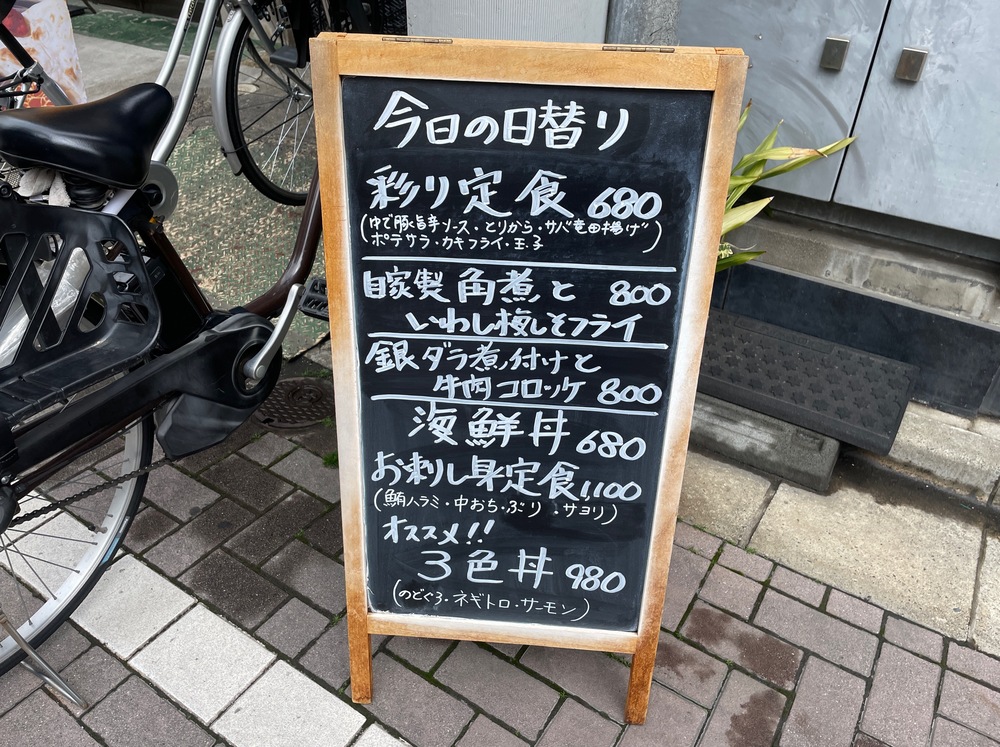 今日の日替り
彩り定食 680
(ゆで豚旨辛ソース・とりから・サバ竜田揚げ
ポテサラ・カキフライ・玉子)
自家製角煮と 800
いわし梅しそフライ
銀ダラ煮付けと
牛肉コロッケ 800
海鮮丼 680
お刺し身定食 1,100
(鮪ハラミ・中おち・ぶり・サヨリ)
オススメ!!
3色丼 980
(のどぐろ・ネギトロ・サーモン)